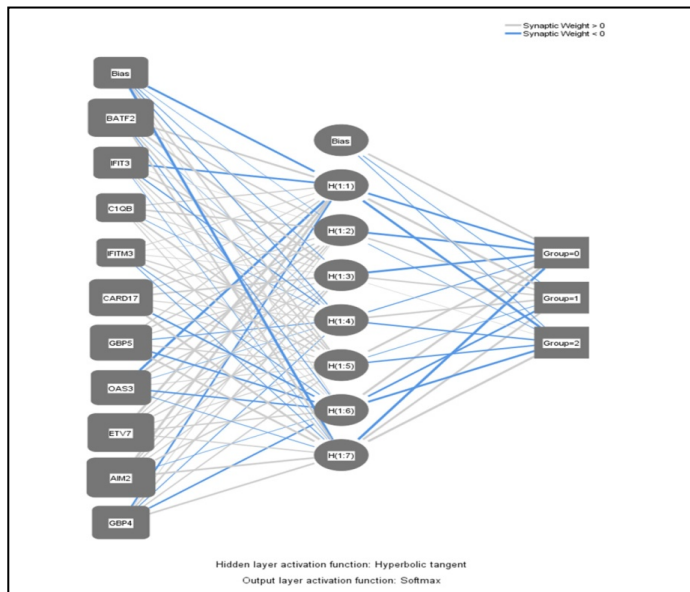 Synaptic Weight > 0
Synaptic Weight < 0
Bias
BATF2
IFIT3
C1QB
IFITM3
CARD17
GBP5
OAS3
ETV7
AIM2
GBP4
Bias
H(1:1)
H(1:2)
H(1:3)
H(1:4)
H(1:5)
H(1:6)
H(1:7)
Group=0
Group=1
Group=2
Hidden layer activation function: Hyperbolic tangent
Output layer activation function: Softmax